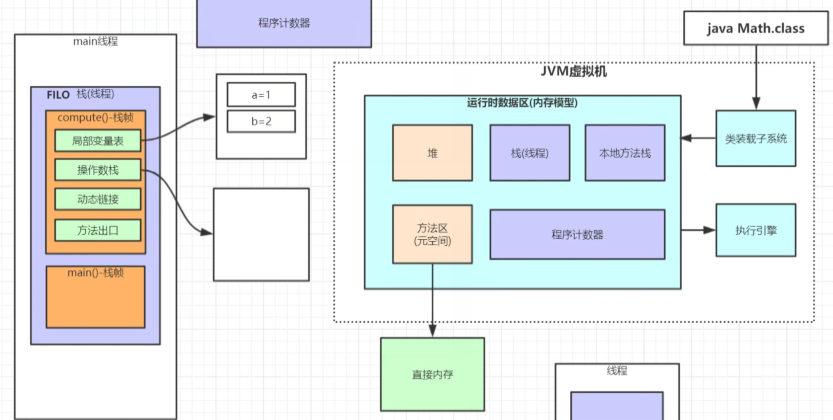 程序计数器
java Math.class
main线程
FILO 栈(线程)
compute()-栈帧
局部变量表
操作数栈
动态链接
方法出口
main()-栈帧
a=1
b=2
JVM虚拟机
运行时数据区(内存模型)
堆
栈(线程)
本地方法栈
方法区
(元空间)
程序计数器
类装载子系统
执行引擎
直接内存
线程